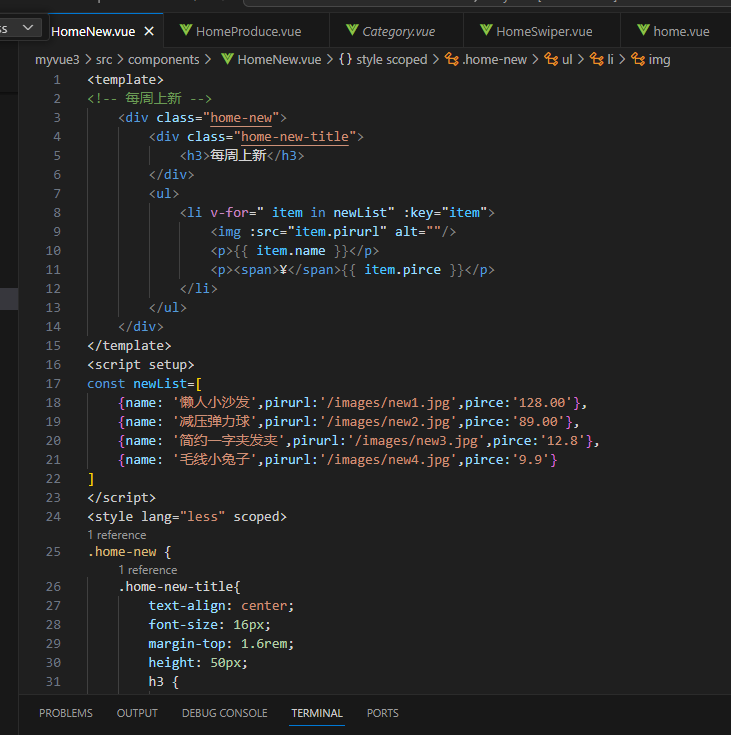 ss
HomeNew.vue
HomeProduce.vue
Category.vue
HomeSwiper.vue
home.vue
myvue3 > src > components > HomeNew.vue > {} style scoped > .home-new > ul > li > img
1 <template>
2 <!-- 每周上新 -->
3 <div class="home-new">
4 <div class="home-new-title">
5 <h3>每周上新</h3>
6 </div>
7 <ul>
8 <li v-for=" item in newList" :key="item">
9 <img :src="item.pirurl" alt=""/>
10 <p>{{ item.name }}</p>
11 <p><span>¥</span>{{ item.pirce }}</p>
12 </li>
13 </ul>
14 </div>
15 </template>
16 <script setup>
17 const newList=[
18 {name: '懒人小沙发',pirurl:'/images/new1.jpg',pirce:'128.00'},
19 {name: '减压弹力球',pirurl:'/images/new2.jpg',pirce:'89.00'},
20 {name: '简约一字夹发夹',pirurl:'/images/new3.jpg',pirce:'12.8'},
21 {name: '毛线小兔子',pirurl:'/images/new4.jpg',pirce:'9.9'}
22 ]
23 </script>
24 <style lang="less" scoped>
1 reference
25 .home-new {
1 reference
26 .home-new-title{
27 text-align: center;
28 font-size: 16px;
29 margin-top: 1.6rem;
30 height: 50px;
31 h3 {
PROBLEMS OUTPUT DEBUG CONSOLE TERMINAL PORTS